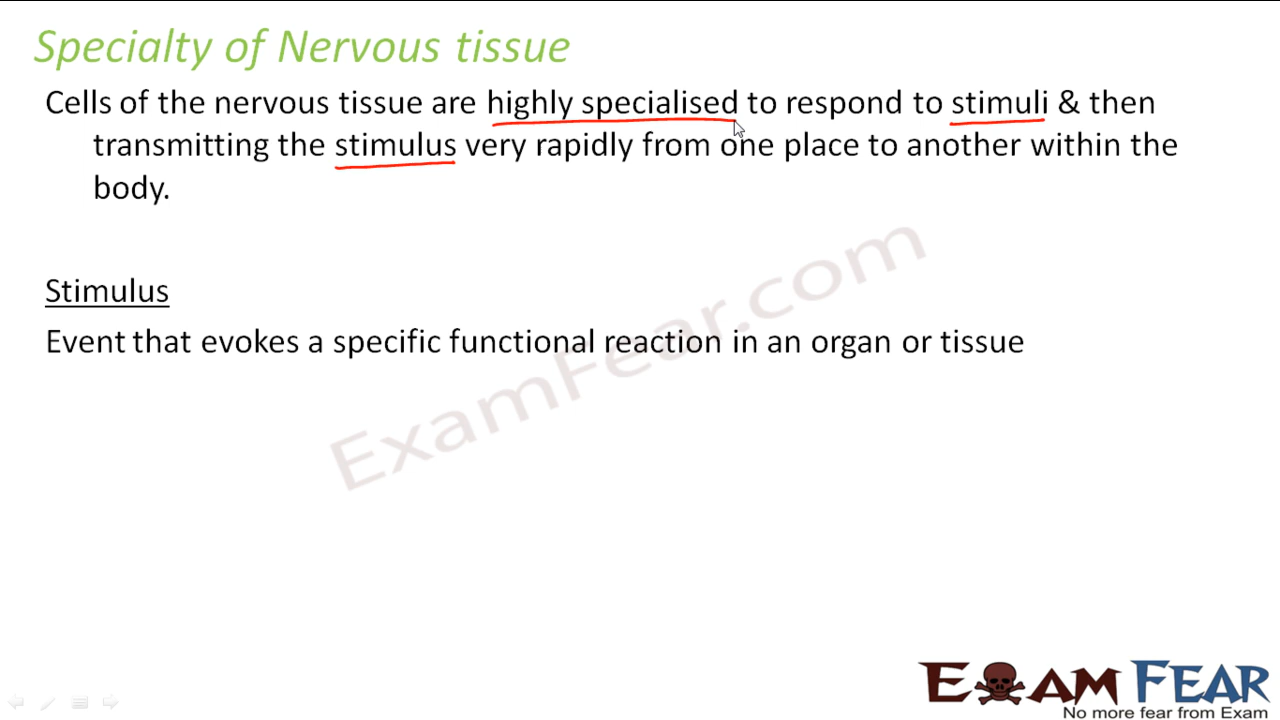 Specialty of Nervous tissue
Cells of the nervous tissue are highly specialised to respond to stimuli & then
transmitting the stimulus very rapidly from one place to another within the
body.
Stimulus
Event that evokes a specific functional reaction in an organ or tissue
ExamFear.com
EXAM FEAR
No more fear from Exam